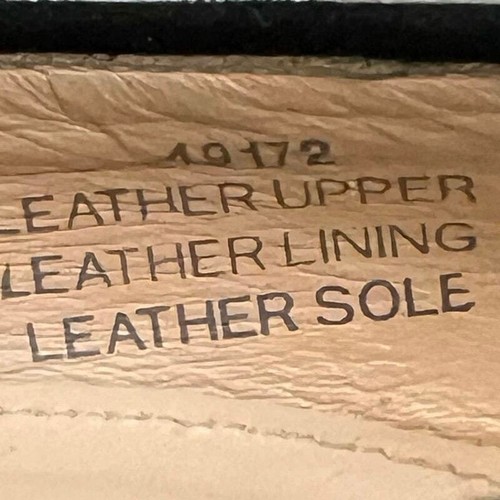 19172
LEATHER UPPER
LEATHER LINING
LEATHER SOLE